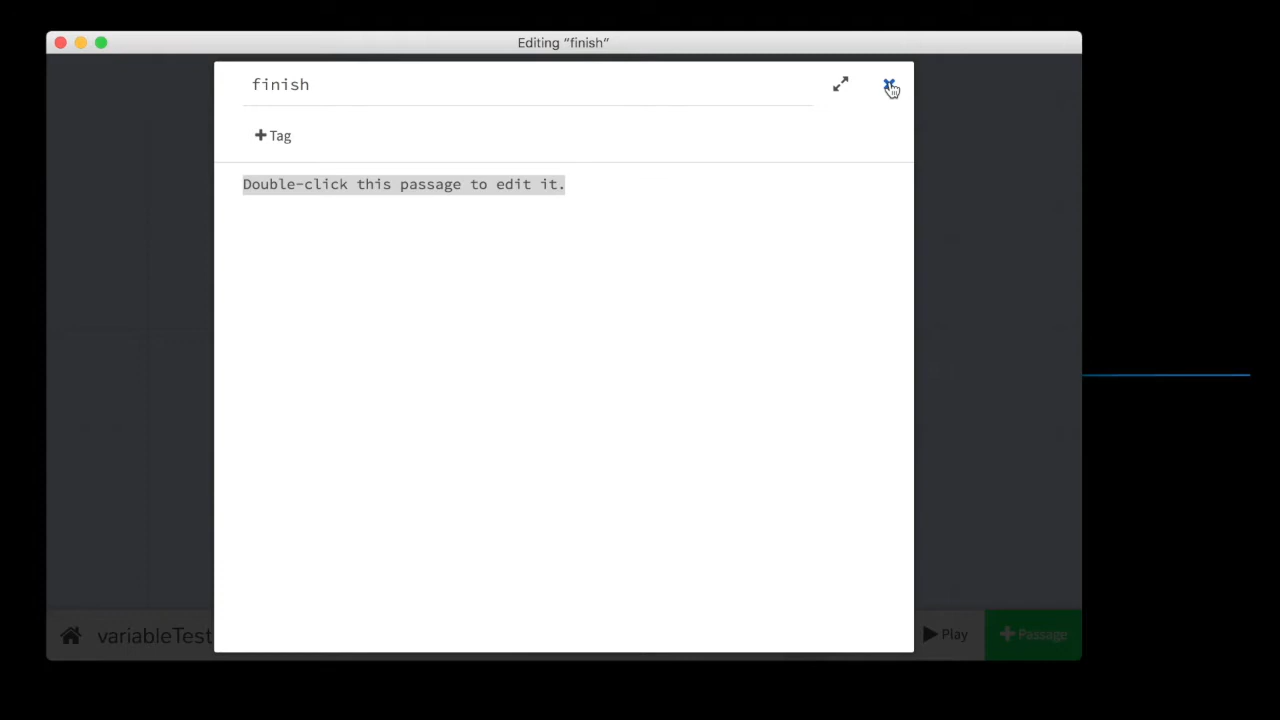 Editing “finish”
finish
Tag
Double-click this passage to edit it.
variableTest
Play
Passage